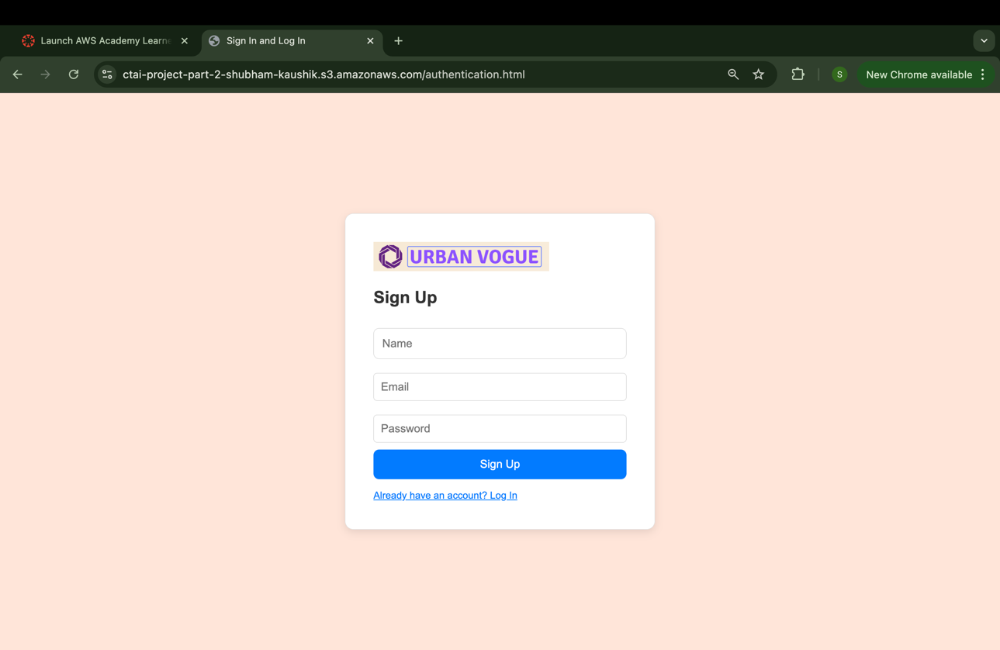 Launch AWS Academy Learne
Sign In and Log In
ctai-project-part-2-shubham-kaushik.s3.amazonaws.com/authentication.html
S
New Chrome available
URBAN VOGUE
Sign Up
Name
Email
Password
Sign Up
Already have an account? Log In